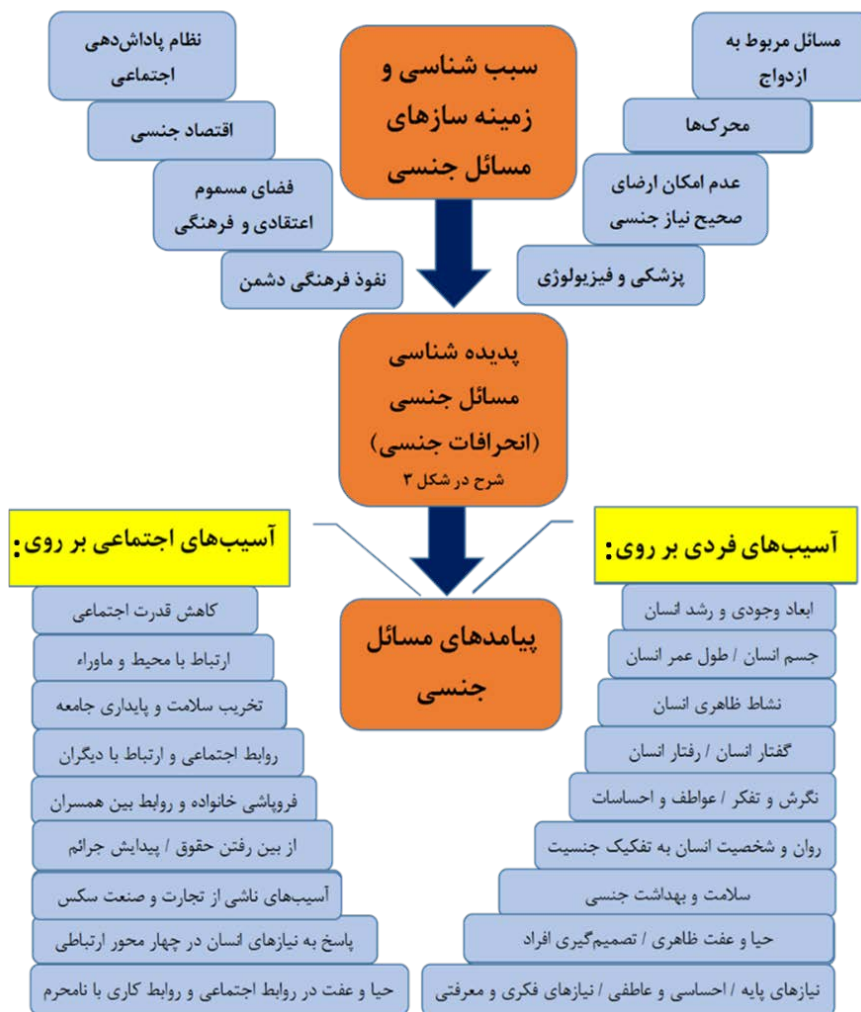 مسائل مربوط به
ازدواج
محرک‌ها
عدم امکان ارضای
صحیح نیاز جنسی
پزشکی و فیزیولوژی
سبب شناسی و
زمینه سازهای
مسائل جنسی
نظام پاداش‌دهی
اجتماعی
اقتصاد جنسی
فضای مسموم
اعتقادی و فرهنگی
نفوذ فرهنگی دشمن
پدیده شناسی
مسائل جنسی
(انحرافات جنسی)
شرح در شکل ۳
پیامدهای مسائل
جنسی
آسیب‌های فردی بر روی:
ابعاد وجودی و رشد انسان
جسم انسان / طول عمر انسان
نشاط ظاهری انسان
گفتار انسان / رفتار انسان
نگرش و تفکر / عواطف و احساسات
روان و شخصیت انسان به تفکیک جنسیت
سلامت و بهداشت جنسی
حیا و عفت ظاهری / تصمیم‌گیری افراد
نیازهای پایه / احساسی و عاطفی / نیازهای فکری و معرفتی
آسیب‌های اجتماعی بر روی:
کاهش قدرت اجتماعی
ارتباط با محیط و ماوراء
تخریب سلامت و پایداری جامعه
روابط اجتماعی و ارتباط با دیگران
فروپاشی خانواده و روابط بین همسران
از بین رفتن حقوق / پیدایش جرائم
آسیب‌های ناشی از تجارت و صنعت سکس
پاسخ به نیازهای انسان در چهار محور ارتباطی
حیا و عفت در روابط اجتماعی و روابط کاری با نامحرم